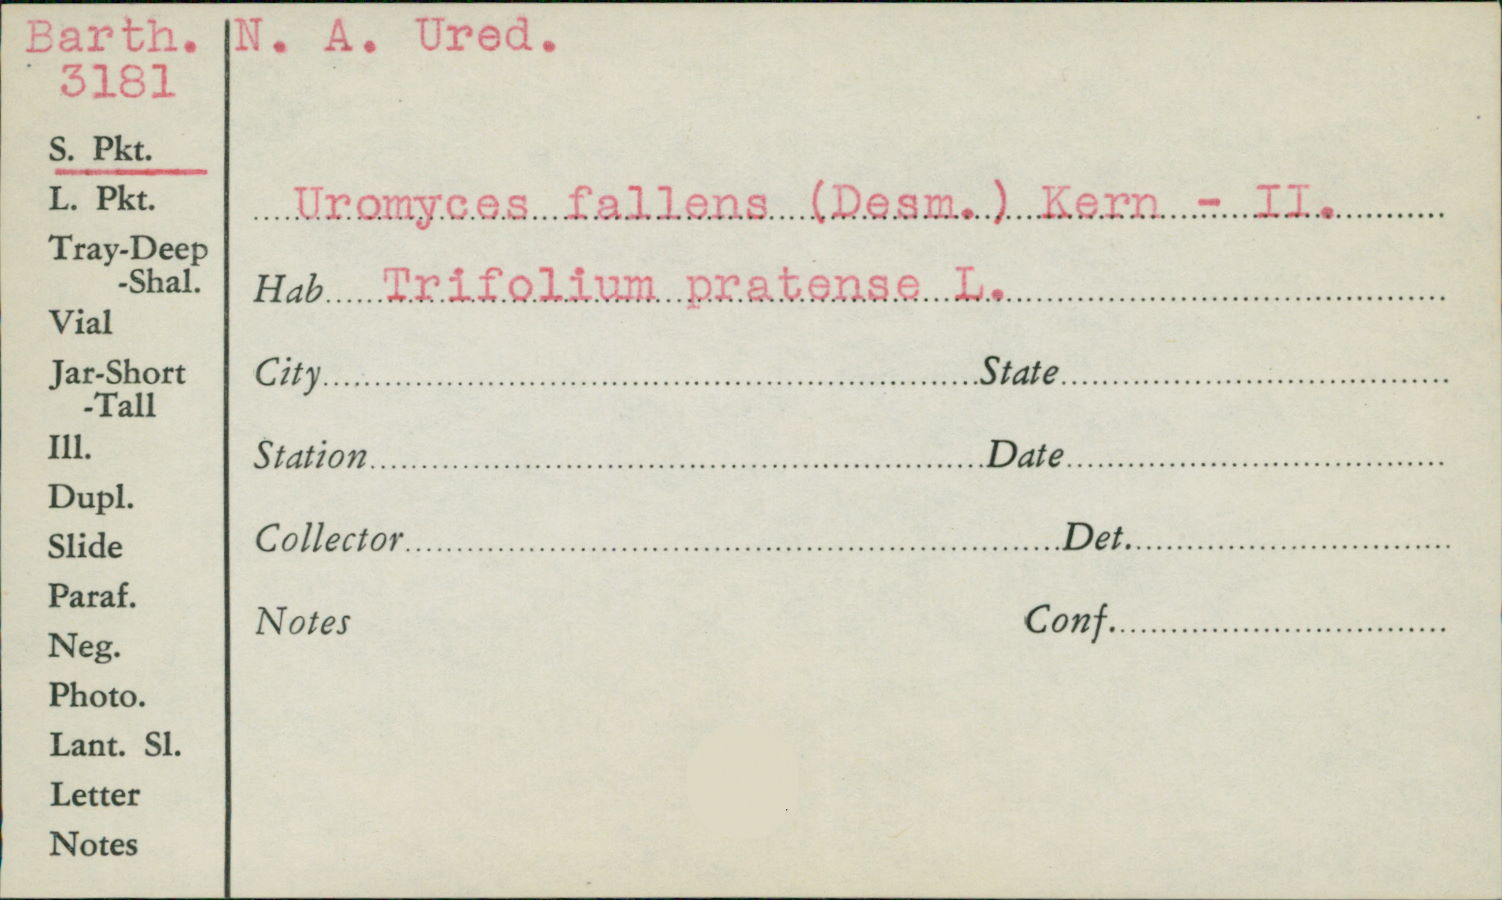 Barth. N. A. Ured.
3181
S. Pkt.
L. Pkt.
Tray-Deep
-Shal.
Vial
Jar-Short
-Tall
Ill.
Dupl.
Slide
Paraf.
Neg.
Photo.
Lant. Sl.
Letter
Notes
Uromyces fallens (Desm.) Kern - II.
Hab Trifolium pratense L.
City State
Station Date
Collector Det.
Notes Conf.